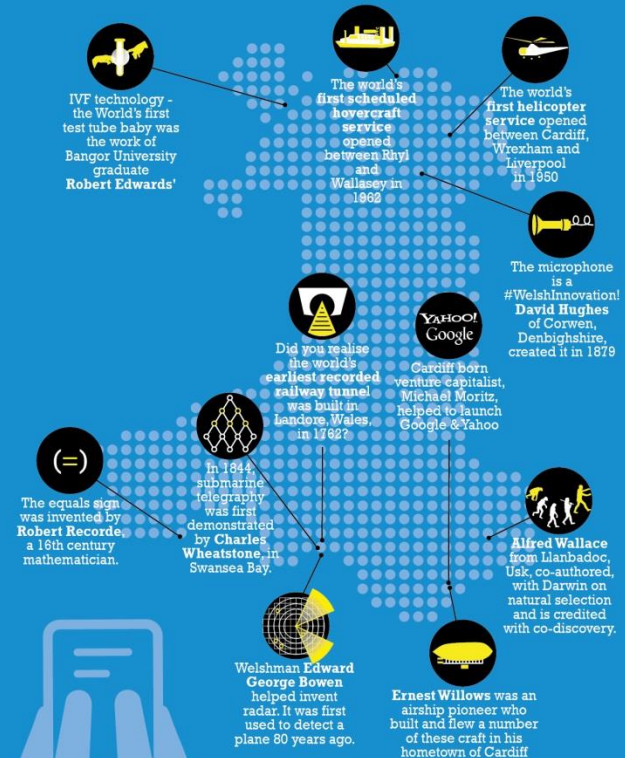 IVF technology -
the World's first
test tube baby was
the work of
Bangor University
graduate
Robert Edwards'
The world's
first scheduled
hovercraft
service
opened
between Rhyl
and
Wallasey in
1962
The world's
first helicopter
service opened
between Cardiff,
Wrexham and
Liverpool
in 1950
The microphone
is a
#WelshInnovation!
David Hughes
of Corwen,
Denbighshire,
created it in 1879
Did you realise
the world's
earliest recorded
railway tunnel
was built in
Landore, Wales,
in 1762?
YAHOO!
Google
Cardiff born
venture capitalist,
Michael Moritz,
helped to launch
Google & Yahoo
(=)
The equals sign
was invented by
Robert Recorde,
a 16th century
mathematician.
In 1844,
submarine
telegraphy
was first
demonstrated
by Charles
Wheatstone, in
Swansea Bay.
Alfred Wallace
from Llanbadoc,
Usk, co-authored,
with Darwin on
natural selection
and is credited
with co-discovery.
Welshman Edward
George Bowen
helped invent
radar. It was first
used to detect a
plane 80 years ago.
Ernest Willows was an
airship pioneer who
built and flew a number
of these craft in his
hometown of Cardiff